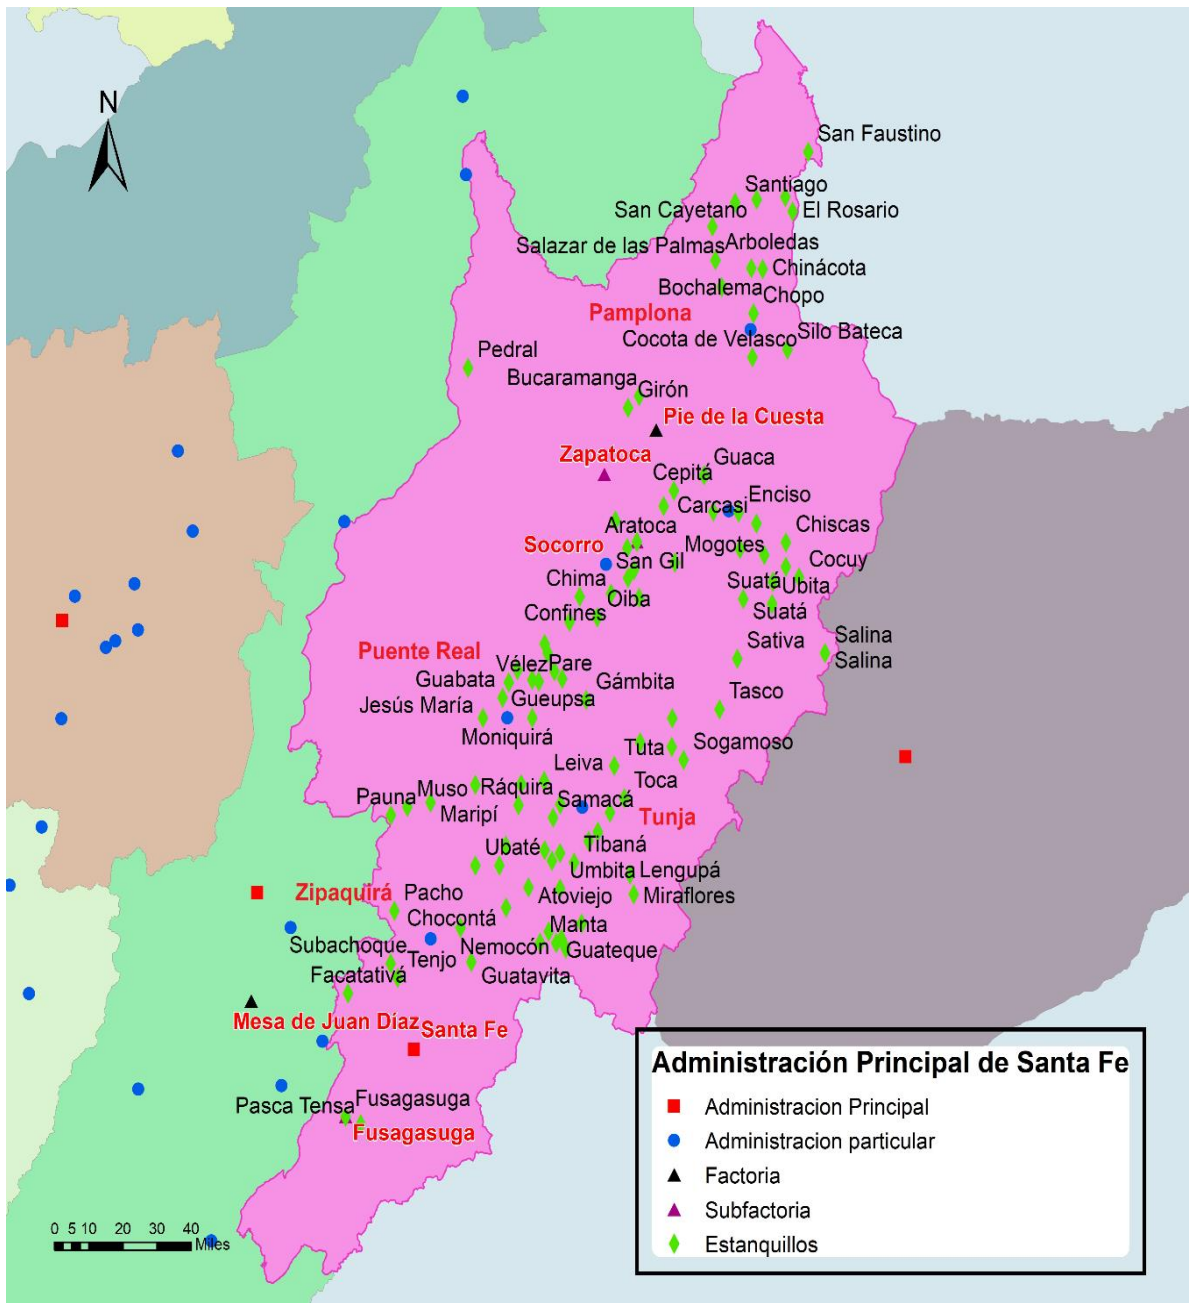 N
San Faustino
Santiago
San Cayetano
El Rosario
Salazar de las Palmas
Arboledas
Chinácota
Bochalema
Chopo
Pamplona
Cocota de Velasco
Silo Bateca
Pedral
Bucaramanga
Girón
Pie de la Cuesta
Zapatoca
Guaca
Cepitá
Carcasi
Enciso
Aratoca
Chiscas
Socorro
Mogotes
San Gil
Cocuy
Chima
Suatá
Ubita
Oiba
Confines
Suatá
Sativa
Salina
Salina
Puente Real
Vélez
Pare
Guabata
Gámbita
Tasco
Jesús María
Gueupsa
Moniquirá
Tuta
Sogamoso
Leiva
Toca
Pauna
Muso
Ráquira
Samacá
Maripí
Tunja
Ubaté
Tibaná
Umbita
Lengupá
Zipaquirá
Pacho
Atoviejo
Miraflores
Chocontá
Manta
Subachoque
Nemocón
Guateque
Tenjo
Facatativá
Guatavita
Mesa de Juan Díaz
Santa Fe
Pasca Tensa
Fusagasuga
Fusagasuga
Administración Principal de Santa Fe
Administracion Principal
Administracion particular
Factoria
Subfactoria
Estanquillos
0 5 10 20 30 40
Miles